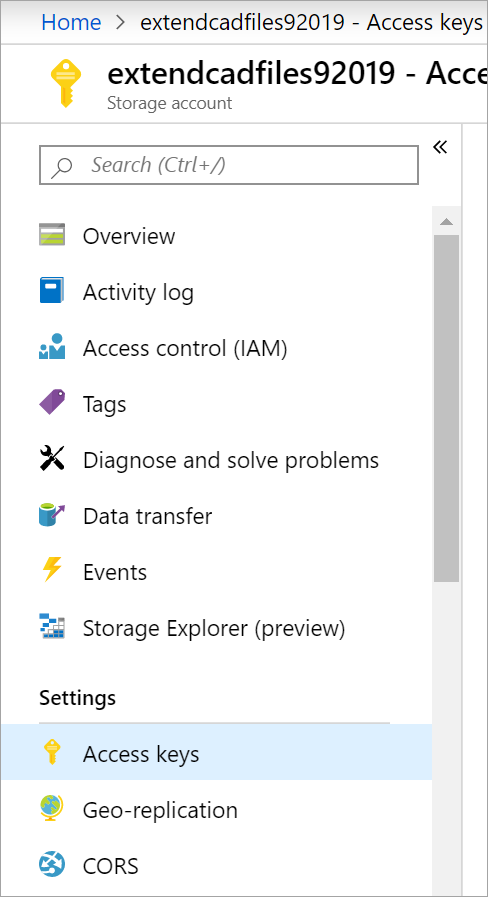 Home > extendcadfiles92019 - Access keys
extendcadfiles92019 - Acce
Storage account
Search (Ctrl+/)
Overview
Activity log
Access control (IAM)
Tags
Diagnose and solve problems
Data transfer
Events
Storage Explorer (preview)
Settings
Access keys
Geo-replication
CORS